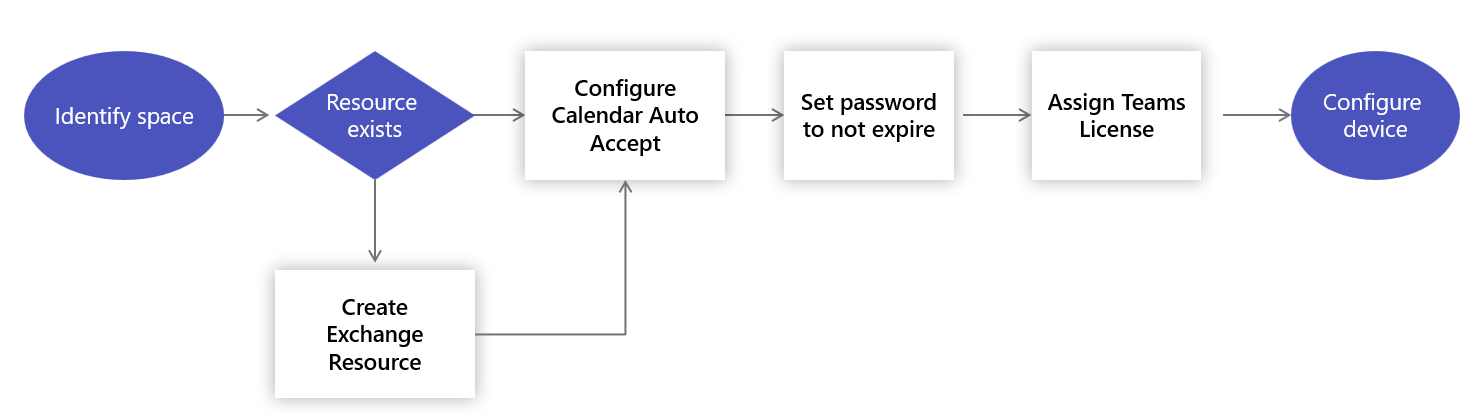 Identify space
Resource
exists
Configure
Calendar Auto
Accept
Set password
to not expire
Assign Teams
License
Configure
device
Create
Exchange
Resource